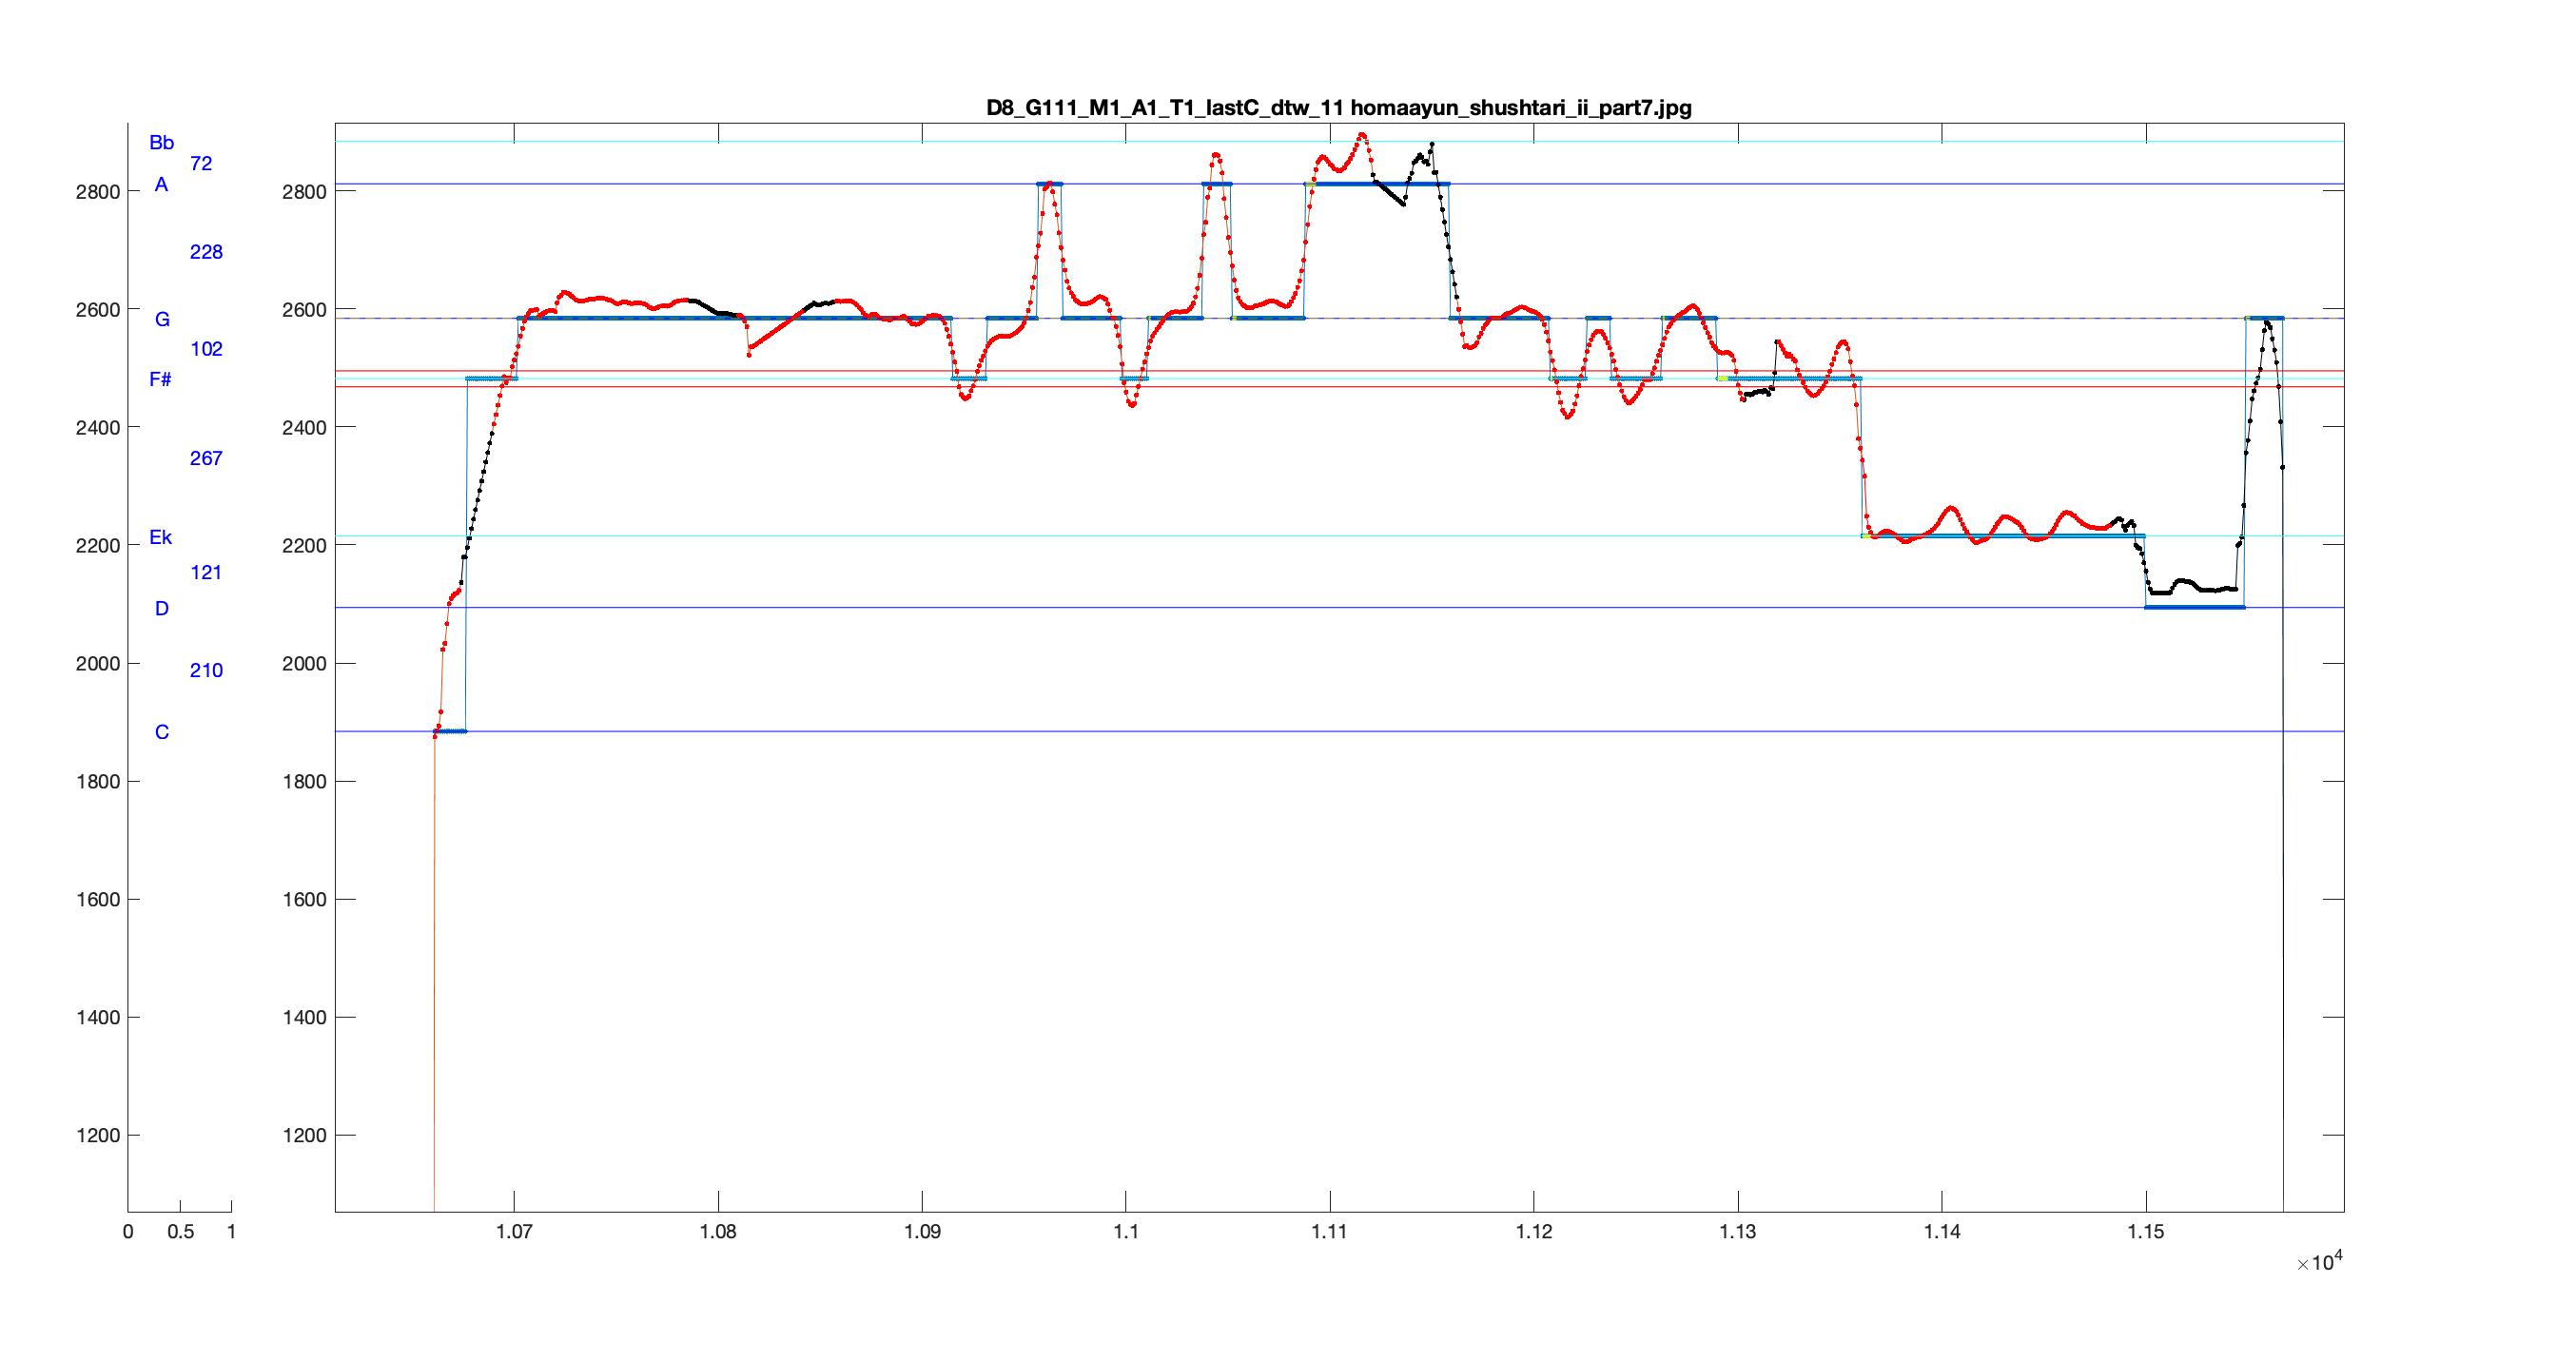 D8_G111_M1_A1_T1_lastC_dtw_11 homaayun_shushtari_ii_part7.jpg
Bb
72
2800 A 2800
228
2600 G 2600
102
F#
2400 2400
267
2200 Ek 2200
121
D
2000 210 2000
C
1800 1800
1600 1600
1400 1400
1200 1200
0 0.5 1 1.07 1.08 1.09 1.1 1.11 1.12 1.13 1.14 1.15
×10^4